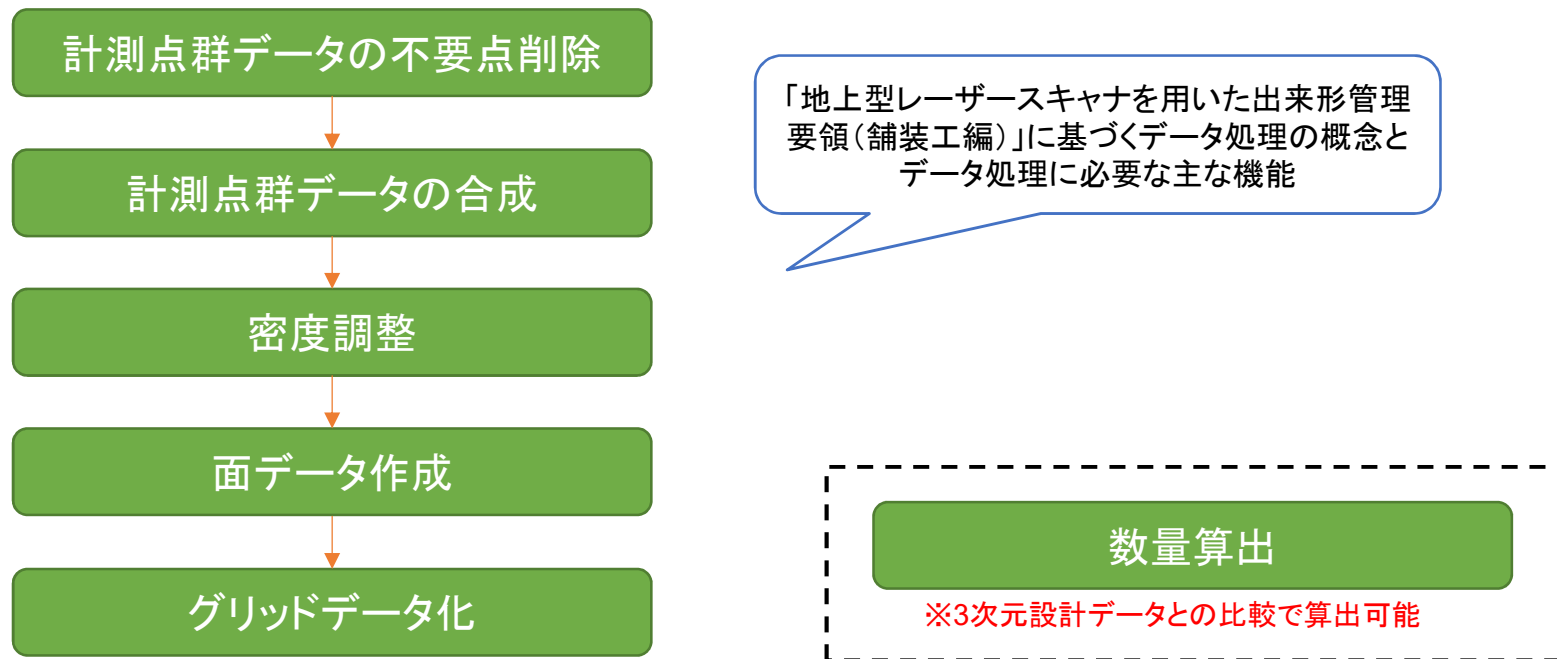 計測点群データの不要点削除
計測点群データの合成
密度調整
面データ作成
グリッドデータ化
「地上型レーザースキャナを用いた出来形管理
要領(舗装工編)」に基づくデータ処理の概念と
データ処理に必要な主な機能
数量算出
※3次元設計データとの比較で算出可能